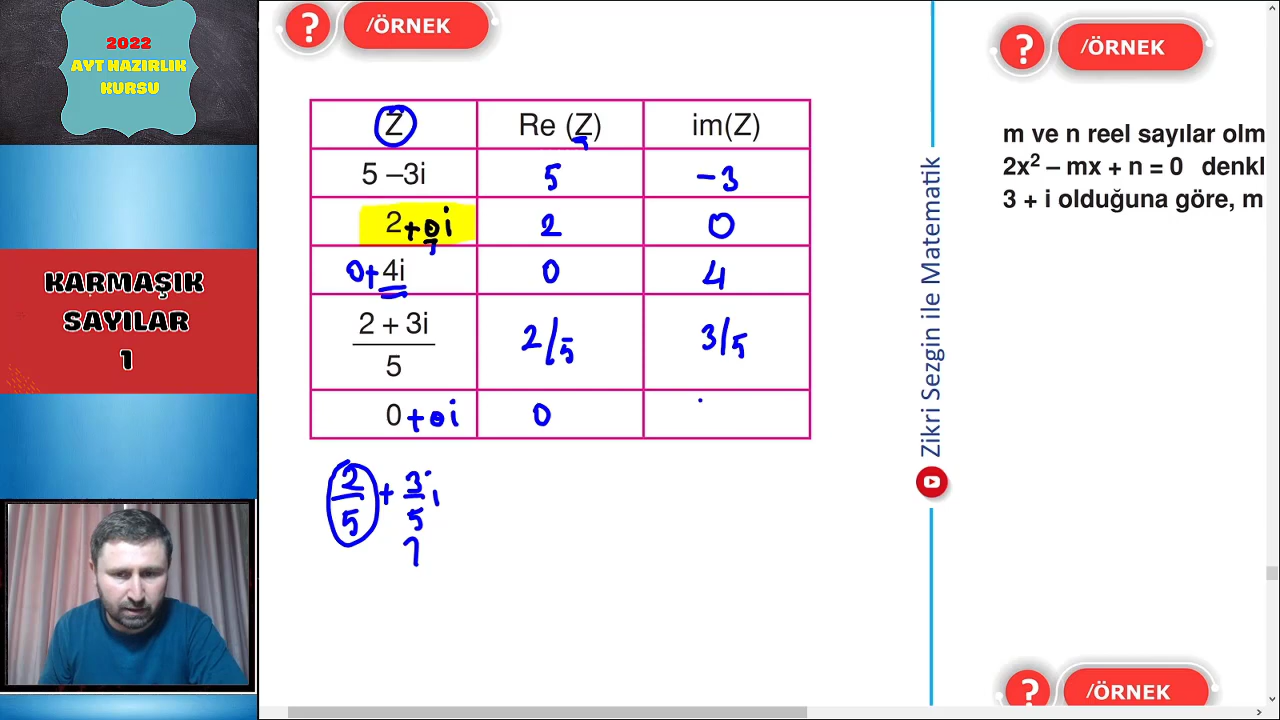 2022
AYT HAZIRLIK
KURSU
KARMAŞIK
SAYILAR
1
? /ÖRNEK
Z Re (Z) im(Z)
5 –3i 5 -3
2 +0i 2 0
0+ 4i 0 4
2 + 3i
5
2/5 3/5
0 +0i 0
2/5 + 3/5 i
Zikri Sezgin ile Matematik
? /ÖRNEK
m ve n reel sayılar olm
2x² – mx + n = 0 denkl
3 + i olduğuna göre, m
? /ÖRNEK